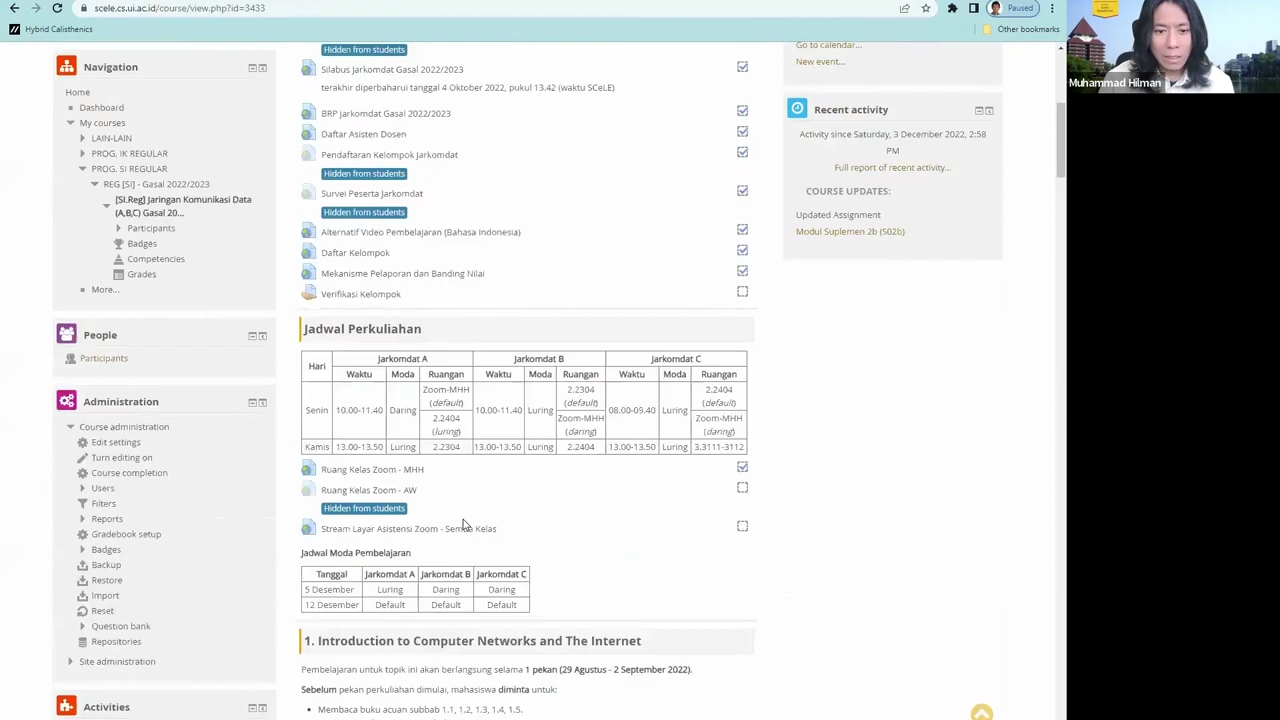 scele.cs.ui.ac.id/course/view.php?id=3433
Paused
Hybrid Calisthenics
Other bookmarks
Muhammad Hilman
Navigation
Home
Dashboard
My courses
LAIN-LAIN
PROG. IK REGULAR
PROG. SI REGULAR
REG [SI] - Gasal 2022/2023
[SI.Reg] Jaringan Komunikasi Data
(A,B,C) Gasal 20...
Participants
Badges
Competencies
Grades
More...
People
Participants
Administration
Course administration
Edit settings
Turn editing on
Course completion
Users
Filters
Reports
Gradebook setup
Badges
Backup
Restore
Import
Reset
Question bank
Repositories
Site administration
Activities
Hidden from students
Silabus Jarkomdat Gasal 2022/2023
terakhir diperbaharui tanggal 4 Oktober 2022, pukul 13.42 (waktu SCeLE)
BRP Jarkomdat Gasal 2022/2023
Daftar Asisten Dosen
Pendaftaran Kelompok Jarkomdat
Hidden from students
Survei Peserta Jarkomdat
Hidden from students
Alternatif Video Pembelajaran (Bahasa Indonesia)
Daftar Kelompok
Mekanisme Pelaporan dan Banding Nilai
Verifikasi Kelompok
Jadwal Perkuliahan
Hari Jarkomdat A Jarkomdat B Jarkomdat C
Waktu Moda Ruangan Waktu Moda Ruangan Waktu Moda Ruangan
Senin 10.00-11.40 Daring Zoom-MHH (default) 2.2404 (luring) 10.00-11.40 Luring 2.2304 (default) Zoom-MHH (daring) 08.00-09.40 Luring 2.2404 (default) Zoom-MHH (daring)
Kamis 13.00-13.50 Luring 2.2304 13.00-13.50 Luring 2.2404 13.00-13.50 Luring 3.3111-3112
Ruang Kelas Zoom - MHH
Ruang Kelas Zoom - AW
Hidden from students
Stream Layar Asistensi Zoom - Semua Kelas
Jadwal Moda Pembelajaran
Tanggal Jarkomdat A Jarkomdat B Jarkomdat C
5 Desember Luring Daring Daring
12 Desember Default Default Default
1. Introduction to Computer Networks and The Internet
Pembelajaran untuk topik ini akan berlangsung selama 1 pekan (29 Agustus - 2 September 2022).
Sebelum pekan perkuliahan dimulai, mahasiswa diminta untuk:
Membaca buku acuan subbab 1.1, 1.2, 1.3, 1.4, 1.5.
Go to calendar...
New event...
Recent activity
Activity since Saturday, 3 December 2022, 2:58
PM
Full report of recent activity...
COURSE UPDATES:
Updated Assignment
Modul Suplemen 2b (S02b)